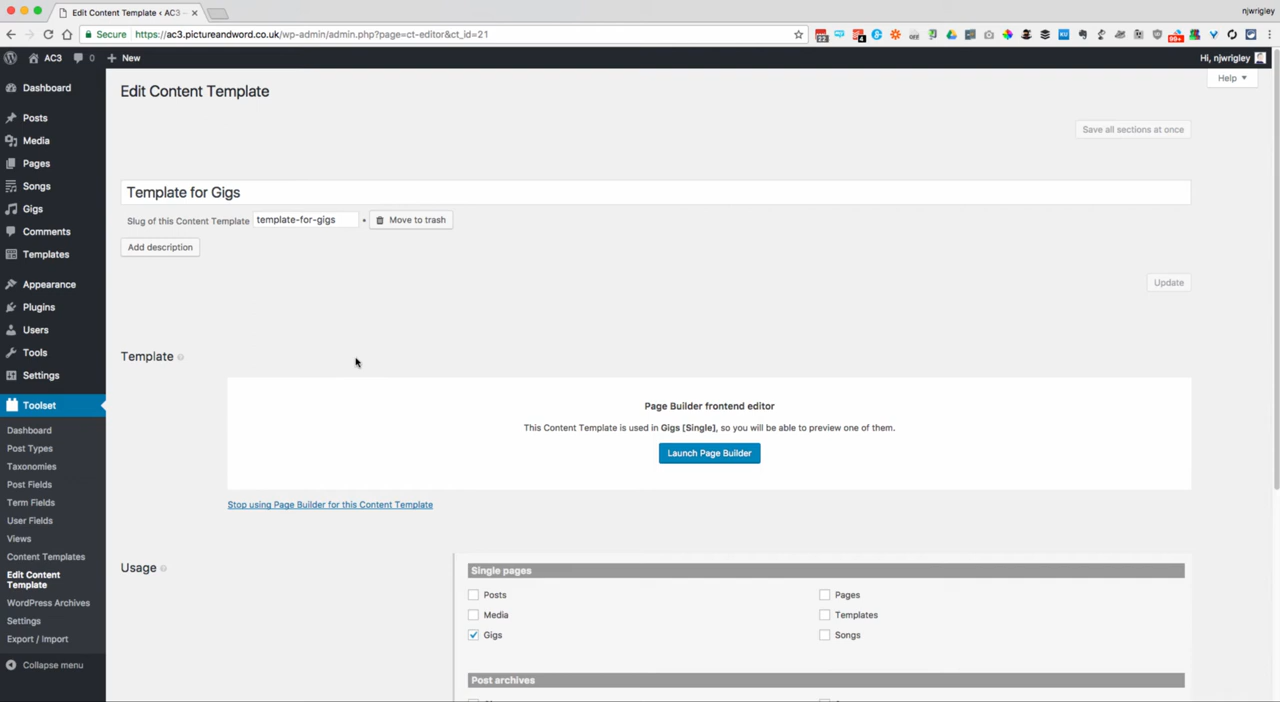 Edit Content Template ‹ AC3 –
njwrigley
Secure https://ac3.pictureandword.co.uk/wp-admin/admin.php?page=ct-editor&ct_id=21
22
4
99+
AC3 0 New
Hi, njwrigley
Help
Dashboard
Posts
Media
Pages
Songs
Gigs
Comments
Templates
Appearance
Plugins
Users
Tools
Settings
Toolset
Dashboard
Post Types
Taxonomies
Post Fields
Term Fields
User Fields
Views
Content Templates
Edit Content
Template
WordPress Archives
Settings
Export / Import
Collapse menu
Edit Content Template
Save all sections at once
Template for Gigs
Slug of this Content Template template-for-gigs • Move to trash
Add description
Update
Template
Page Builder frontend editor
This Content Template is used in Gigs [Single], so you will be able to preview one of them.
Launch Page Builder
Stop using Page Builder for this Content Template
Usage
Single pages
Posts
Pages
Media
Templates
Gigs
Songs
Post archives